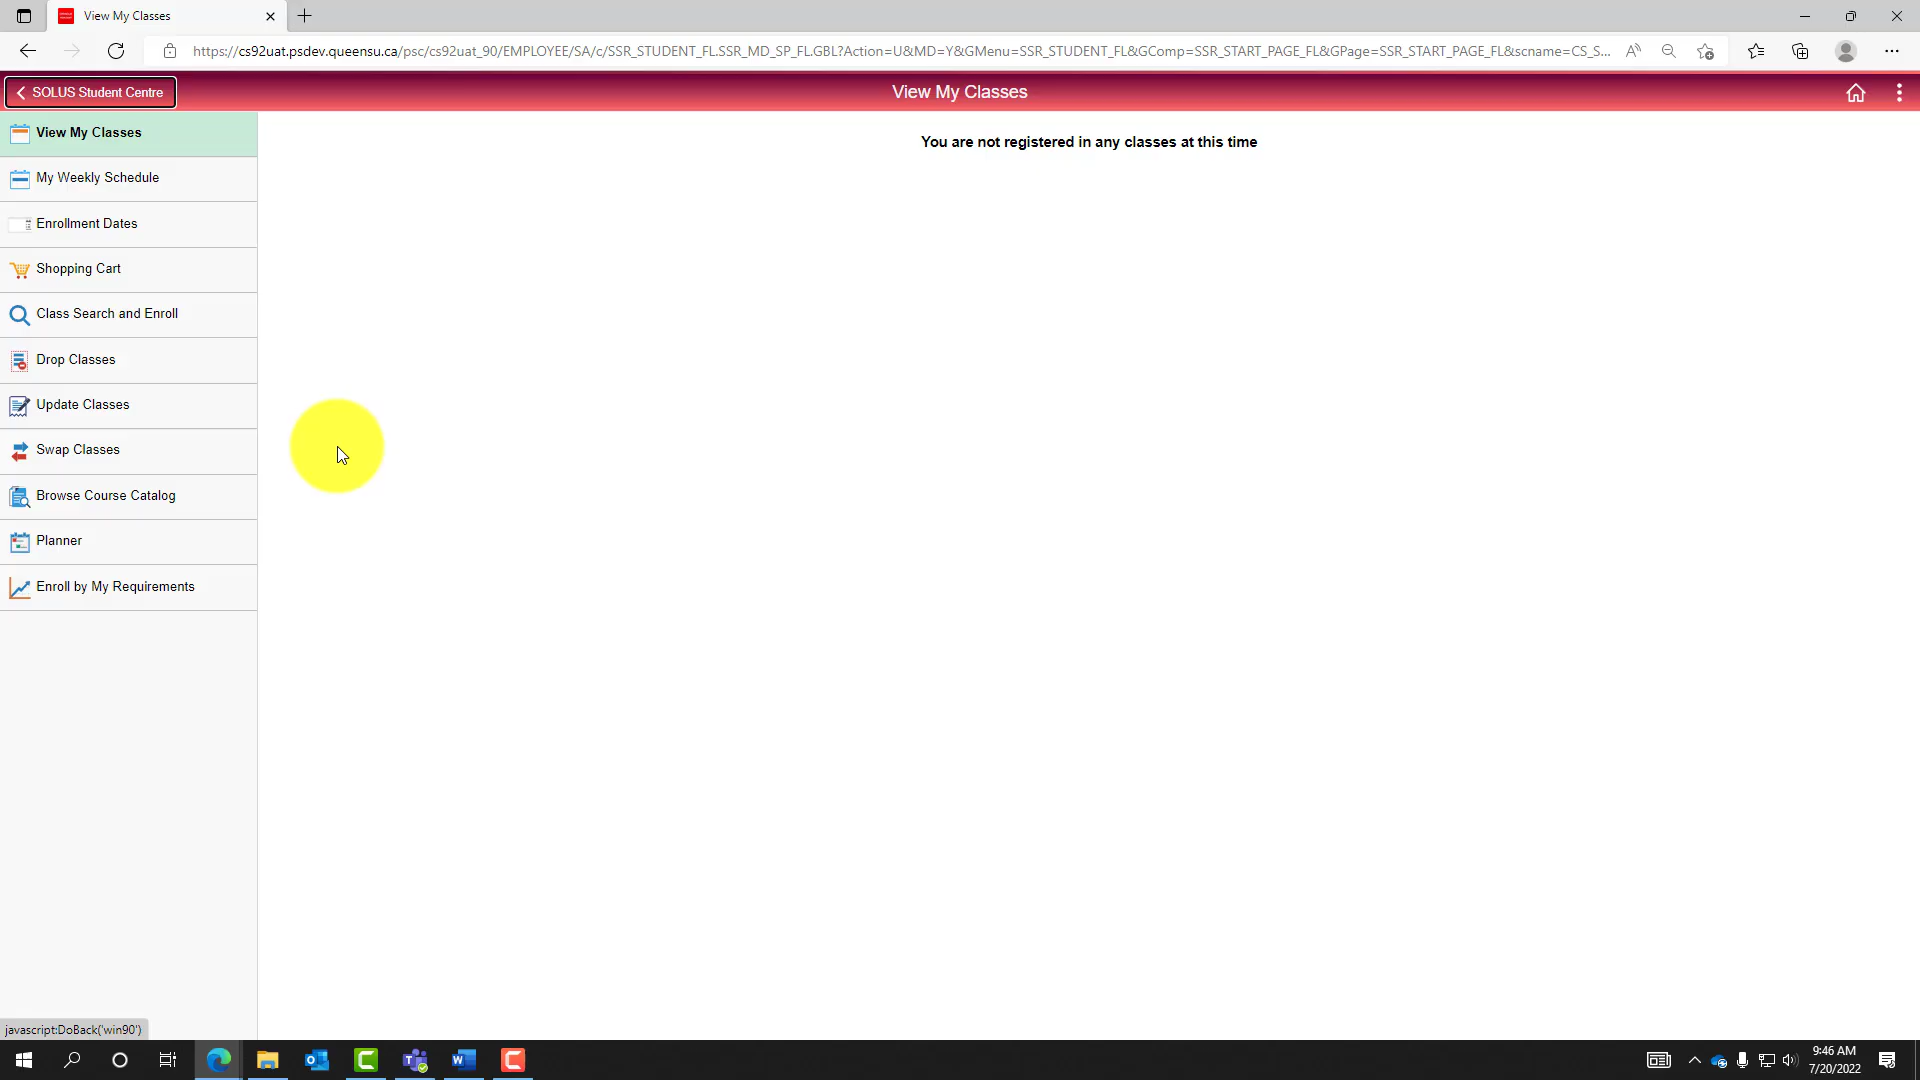 View My Classes
https://cs92uat.psdev.queensu.ca/psc/cs92uat_90/EMPLOYEE/SA/c/SSR_STUDENT_FL.SSR_MD_SP_FL.GBL?Action=U&MD=Y&GMenu=SSR_STUDENT_FL&GComp=SSR_START_PAGE_FL&GPage=SSR_START_PAGE_FL&scname=CS_S...
SOLUS Student Centre
View My Classes
View My Classes
You are not registered in any classes at this time
My Weekly Schedule
Enrollment Dates
Shopping Cart
Class Search and Enroll
Drop Classes
Update Classes
Swap Classes
Browse Course Catalog
Planner
Enroll by My Requirements
javascript:DoBack('win90')
9:46 AM
7/20/2022